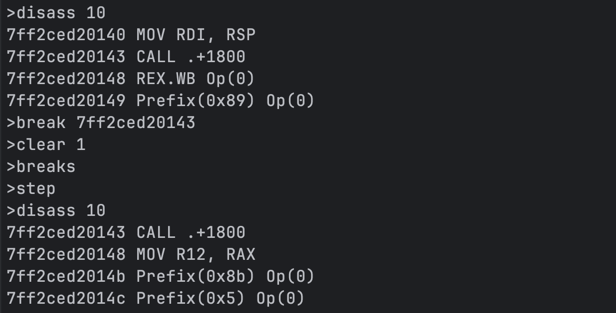 >disass 10
7ff2ced20140 MOV RDI, RSP
7ff2ced20143 CALL .+1800
7ff2ced20148 REX.WB Op(0)
7ff2ced20149 Prefix(0x89) Op(0)
>break 7ff2ced20143
>clear 1
>breaks
>step
>disass 10
7ff2ced20143 CALL .+1800
7ff2ced20148 MOV R12, RAX
7ff2ced2014b Prefix(0x8b) Op(0)
7ff2ced2014c Prefix(0x5) Op(0)